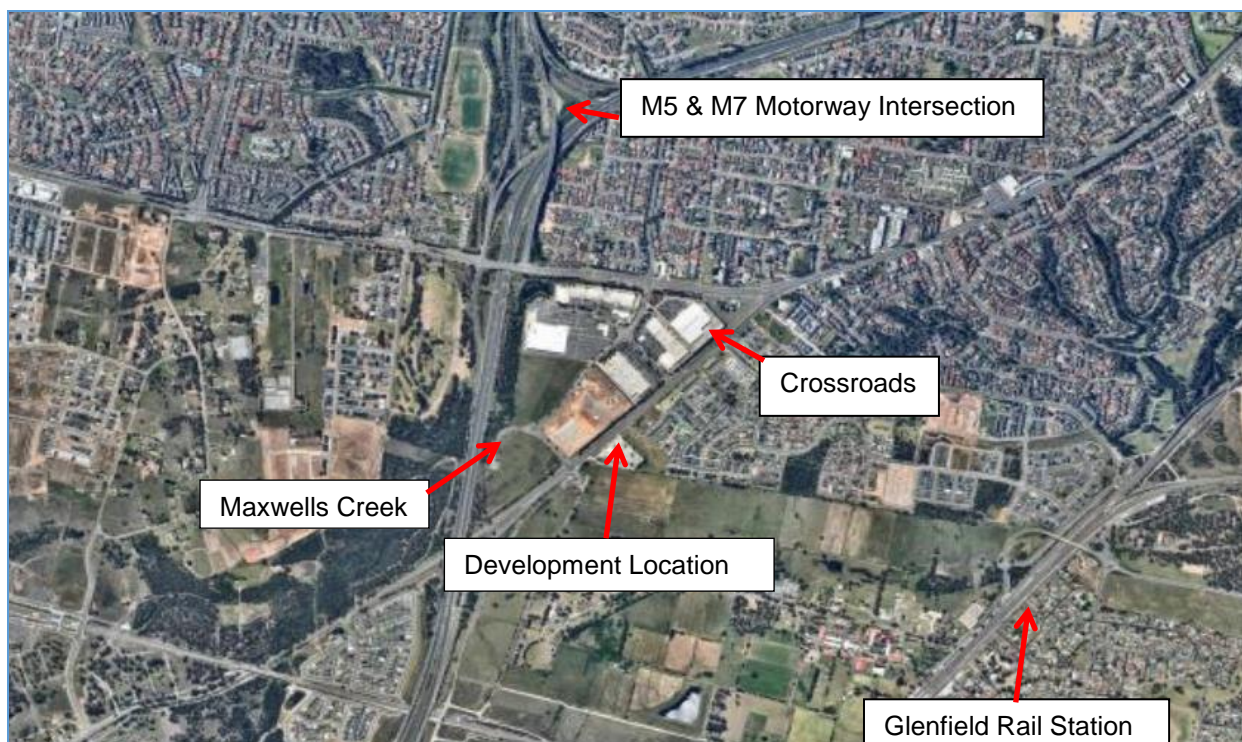 M5 & M7 Motorway Intersection
Crossroads
Maxwells Creek
Development Location
Glenfield Rail Station